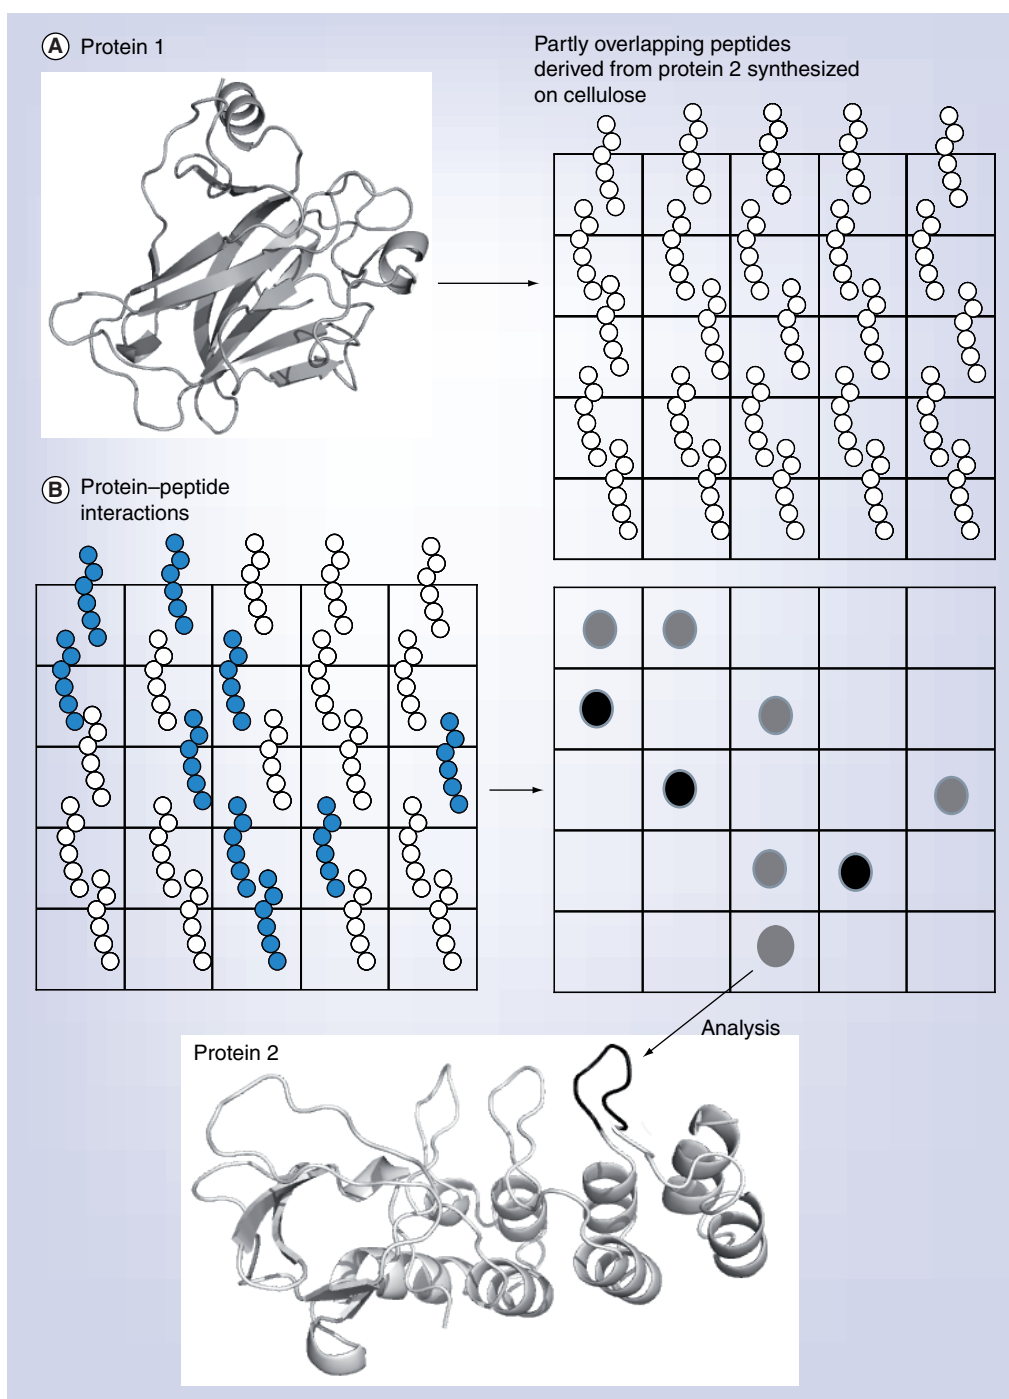 A Protein 1
Partly overlapping peptides
derived from protein 2 synthesized
on cellulose
B Protein–peptide
interactions
Analysis
Protein 2